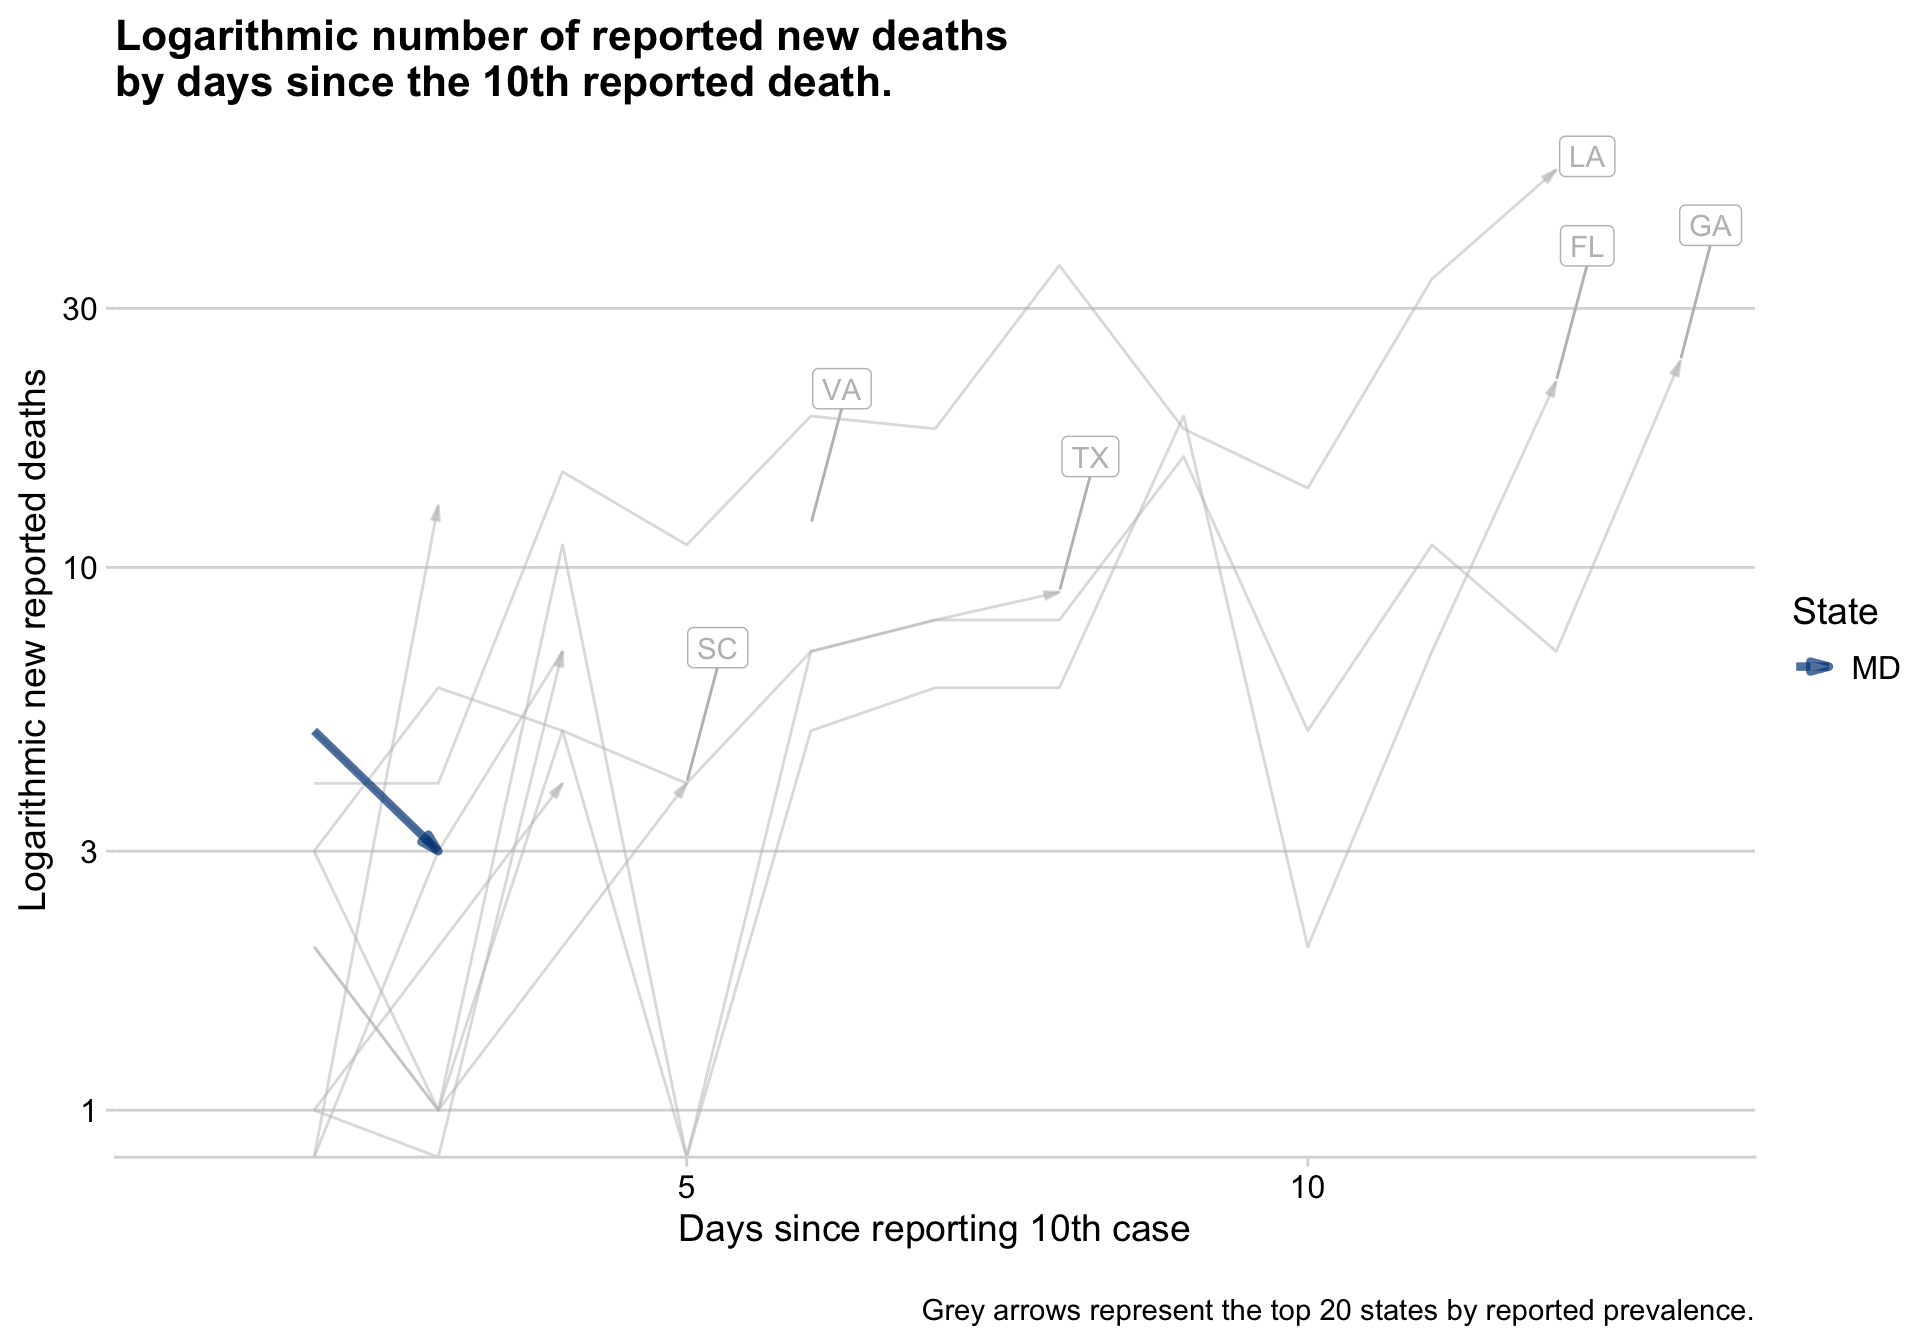 Logarithmic number of reported new deaths
by days since the 10th reported death.
LA
GA
FL
30
VA
TX
10
SC
3
1
Logarithmic new reported deaths
State
MD
5
10
Days since reporting 10th case
Grey arrows represent the top 20 states by reported prevalence.